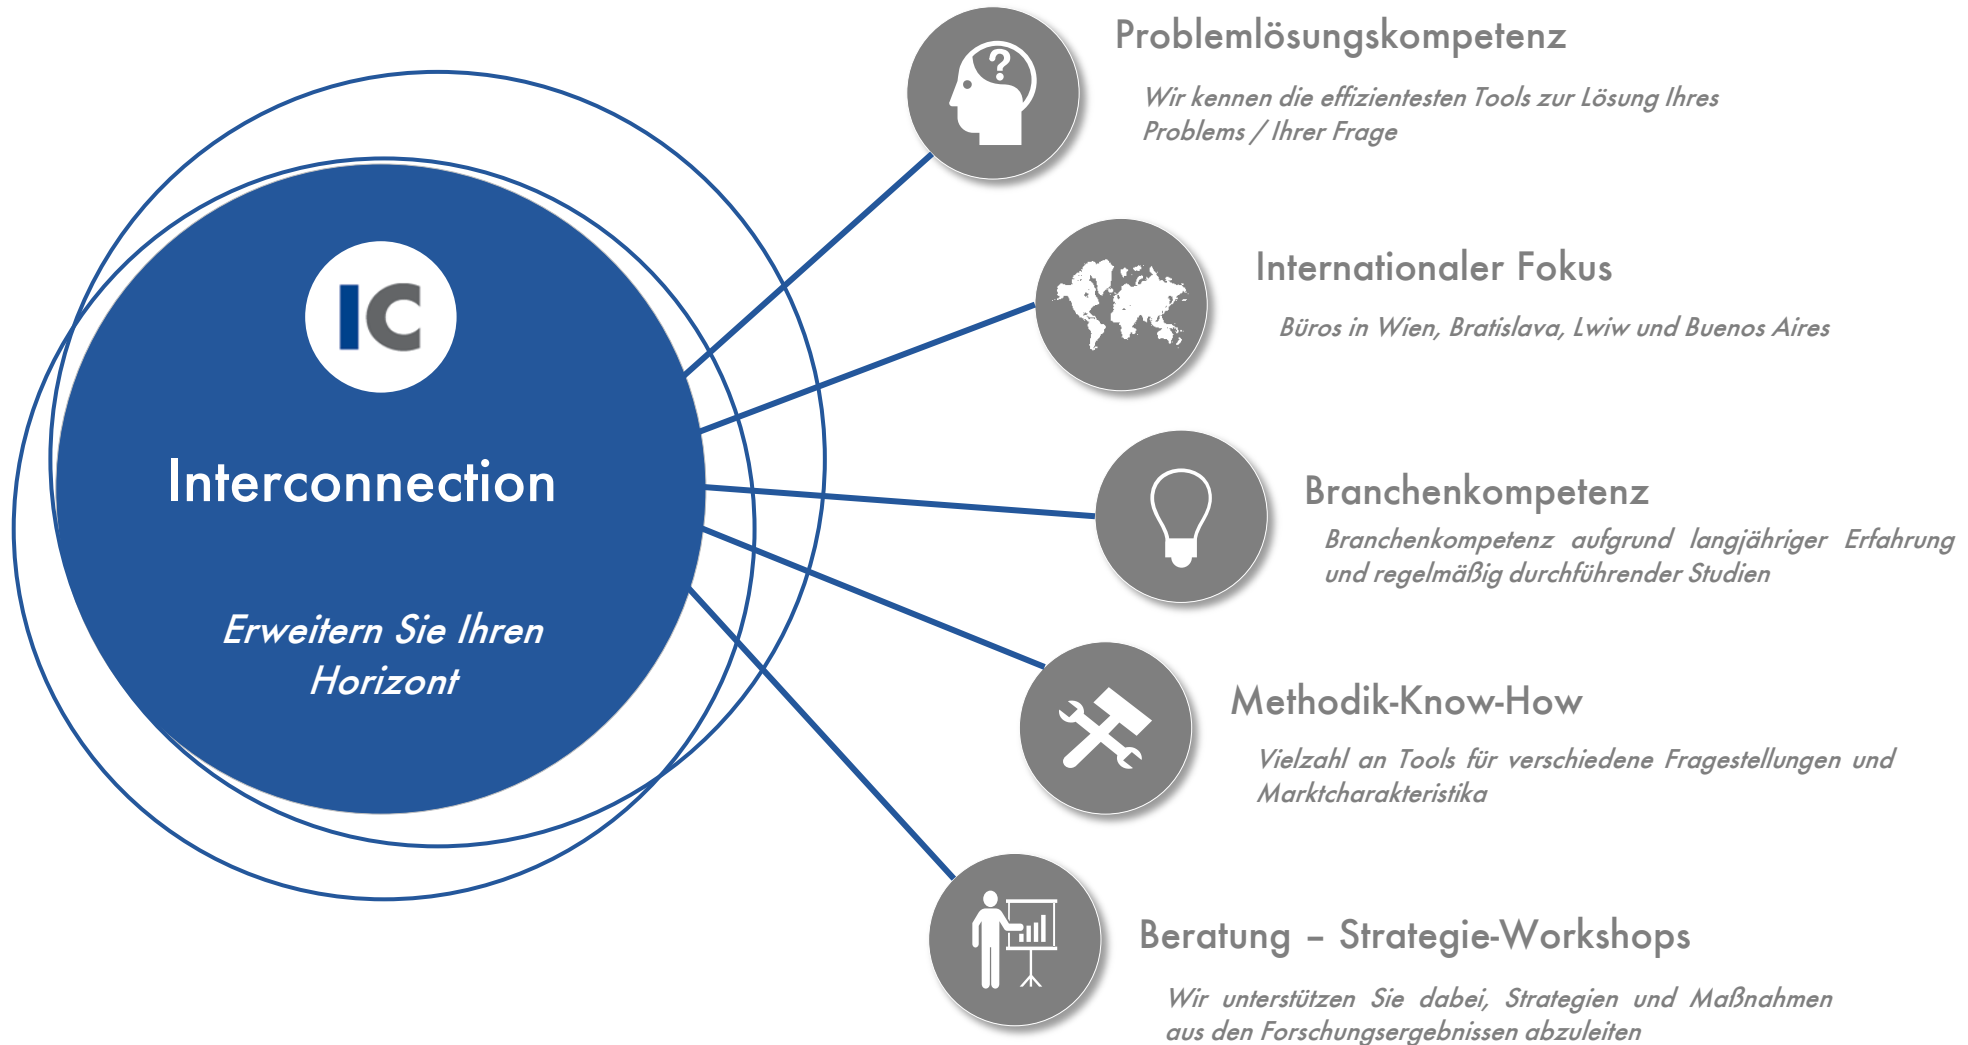 IC
Interconnection
Erweitern Sie Ihren
Horizont
?
Problemlösungskompetenz
Wir kennen die effizientesten Tools zur Lösung Ihres
Problems / Ihrer Frage
Internationaler Fokus
Büros in Wien, Bratislava, Lwiw und Buenos Aires
Branchenkompetenz
Branchenkompetenz aufgrund langjähriger Erfahrung
und regelmäßig durchführender Studien
Methodik-Know-How
Vielzahl an Tools für verschiedene Fragestellungen und
Marktcharakteristika
Beratung – Strategie-Workshops
Wir unterstützen Sie dabei, Strategien und Maßnahmen
aus den Forschungsergebnissen abzuleiten